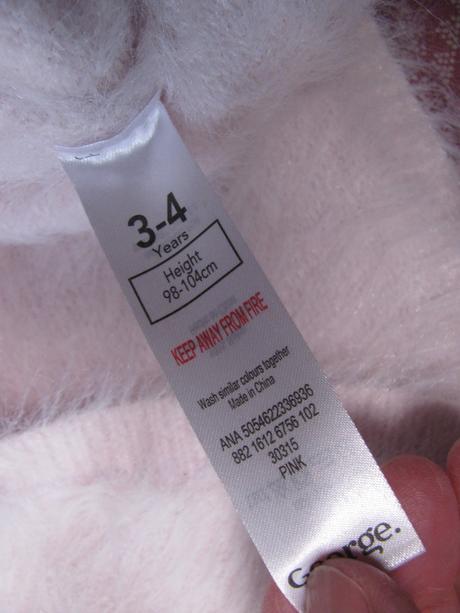 3-4
Years
Height
98-104cm
KEEP AWAY FROM FIRE
Wash similar colours together
Made in China
ANA 5054622336936
882 1612 6756 102
30315
PINK
George.